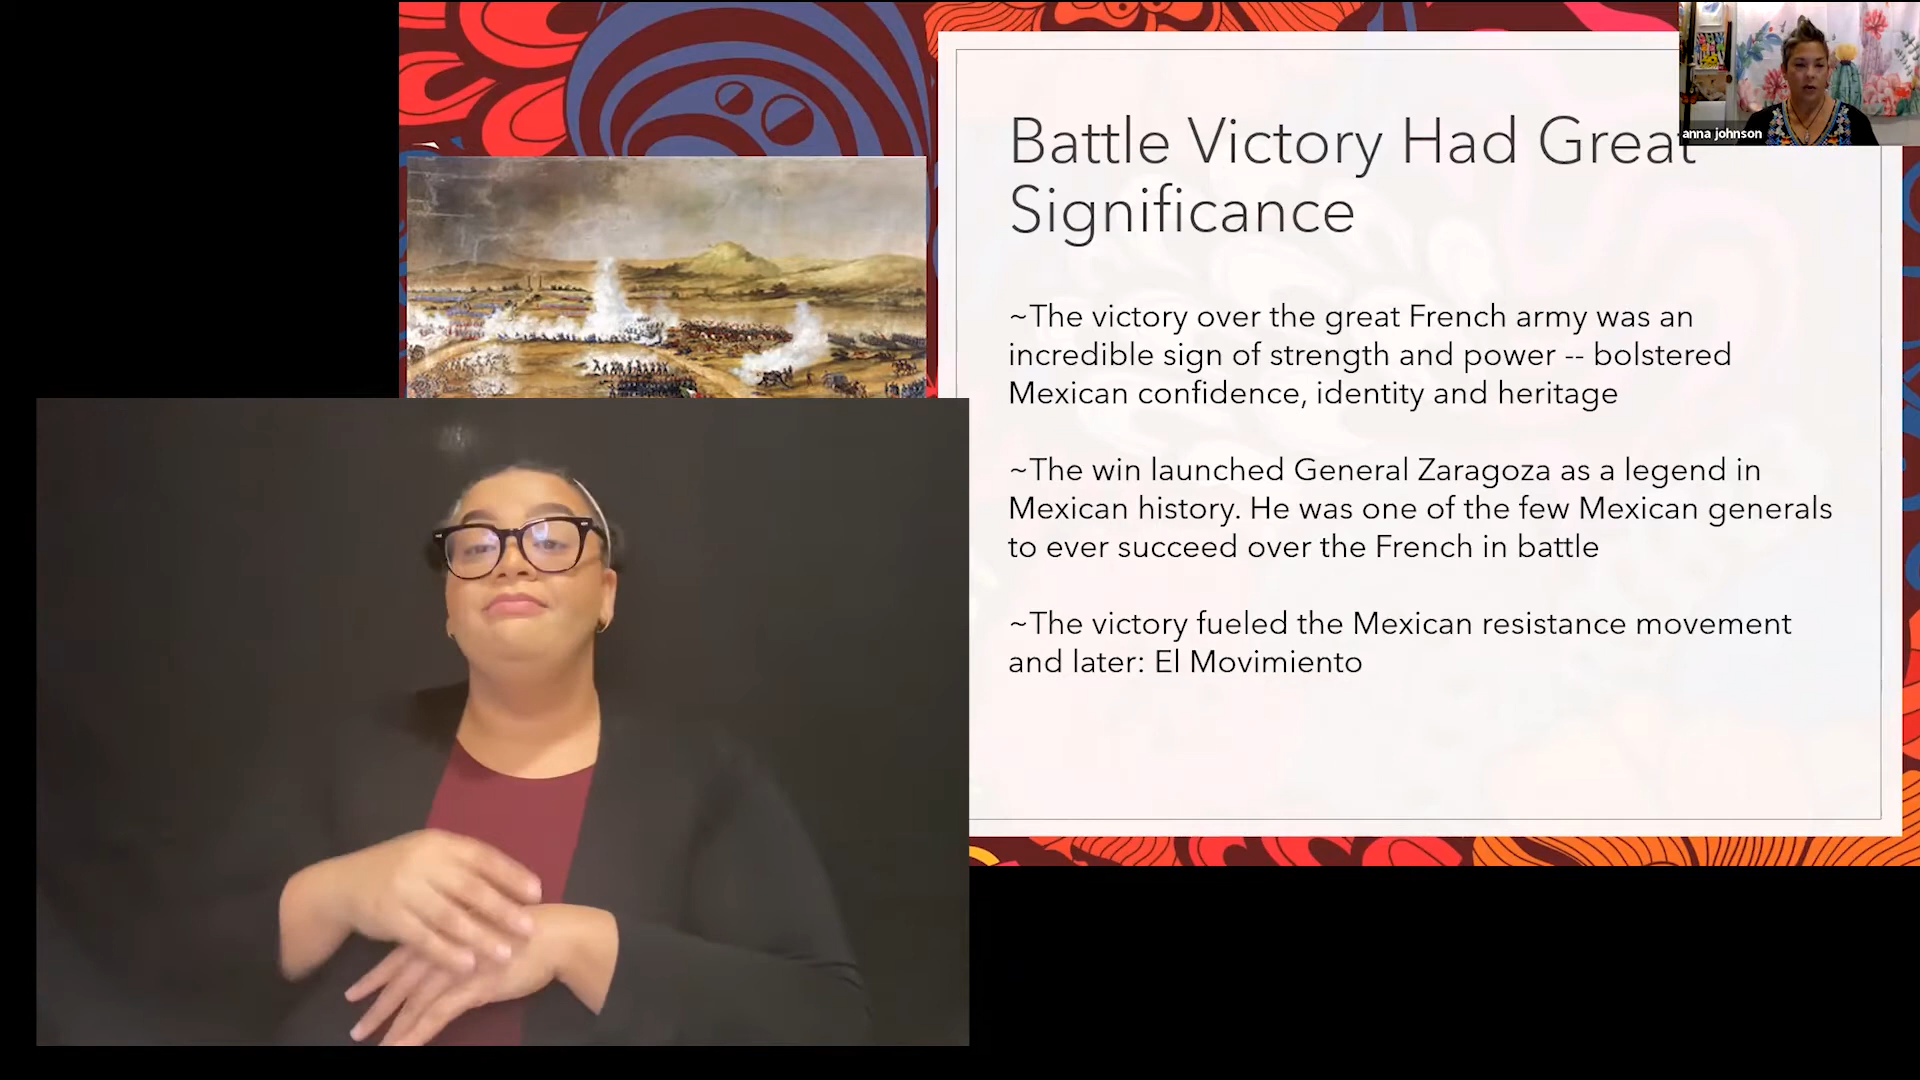 Battle Victory Had Great
Significance
anna johnson
~The victory over the great French army was an
incredible sign of strength and power -- bolstered
Mexican confidence, identity and heritage
~The win launched General Zaragoza as a legend in
Mexican history. He was one of the few Mexican generals
to ever succeed over the French in battle
~The victory fueled the Mexican resistance movement
and later: El Movimiento